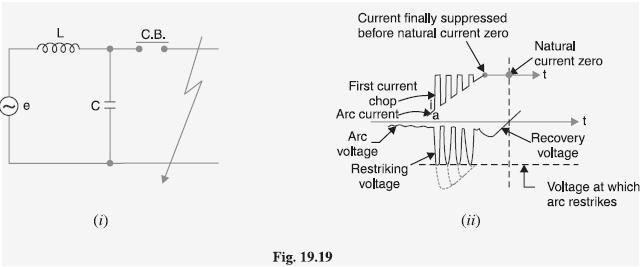 L
C.B.
e
C
(i)
Current finally suppressed
before natural current zero
Natural
current zero
t
First current
chop
i
Arc current
a
t
Arc
voltage
Recovery
voltage
Restriking
voltage
Voltage at which
arc restrikes
(ii)
Fig. 19.19